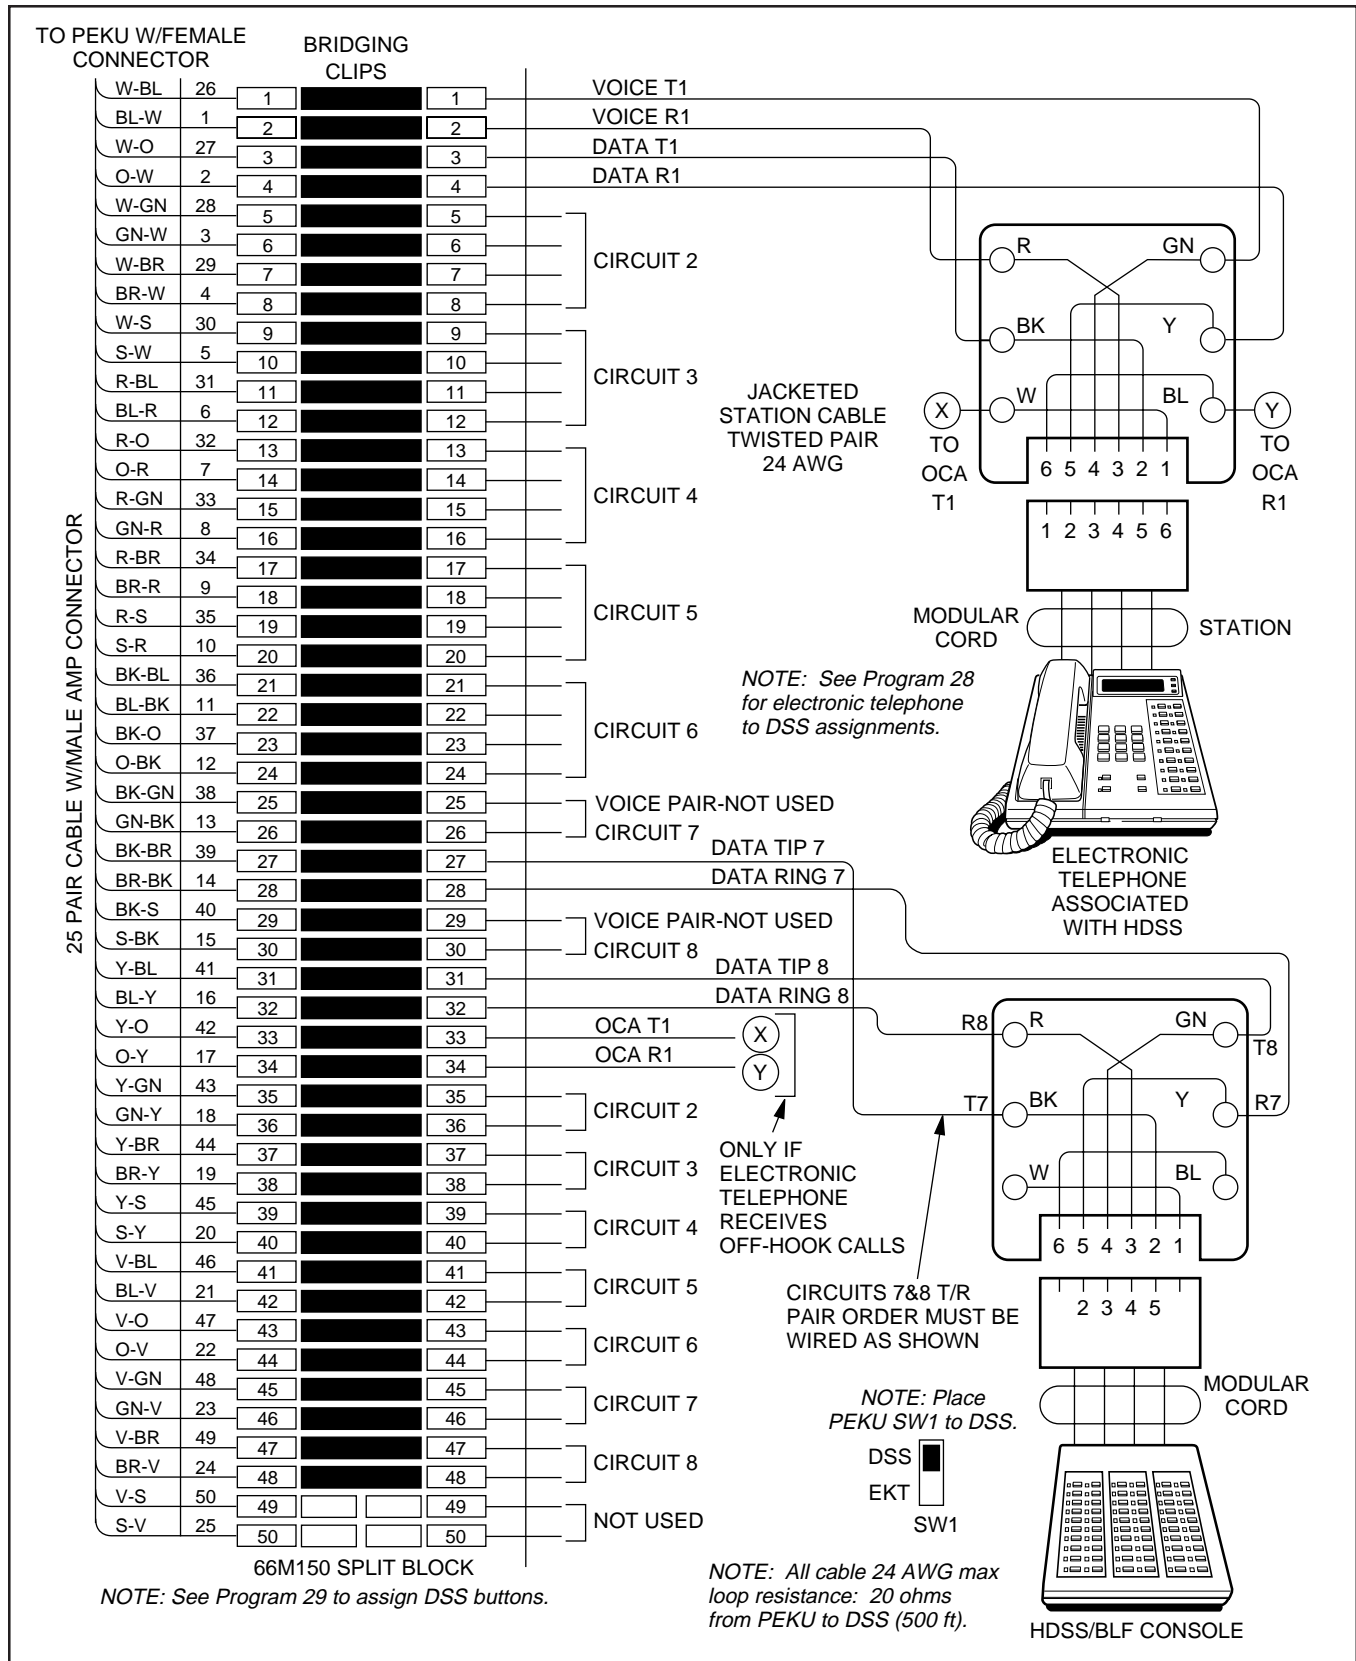 TO PEKU W/FEMALE
CONNECTOR
BRIDGING
CLIPS
25 PAIR CABLE W/MALE AMP CONNECTOR
W-BL 26 1 1 VOICE T1
BL-W 1 2 2 VOICE R1
W-O 27 3 3 DATA T1
O-W 2 4 4 DATA R1
W-GN 28 5 5
GN-W 3 6 6
CIRCUIT 2
W-BR 29 7 7
BR-W 4 8 8
W-S 30 9 9
S-W 5 10 10
CIRCUIT 3
R-BL 31 11 11
BL-R 6 12 12
R-O 32 13 13
O-R 7 14 14
CIRCUIT 4
R-GN 33 15 15
GN-R 8 16 16
R-BR 34 17 17
BR-R 9 18 18
CIRCUIT 5
R-S 35 19 19
S-R 10 20 20
BK-BL 36 21 21
BL-BK 11 22 22
CIRCUIT 6
BK-O 37 23 23
O-BK 12 24 24
BK-GN 38 25 25 VOICE PAIR-NOT USED
GN-BK 13 26 26 CIRCUIT 7
BK-BR 39 27 27 DATA TIP 7
BR-BK 14 28 28 DATA RING 7
BK-S 40 29 29 VOICE PAIR-NOT USED
S-BK 15 30 30 CIRCUIT 8
Y-BL 41 31 31 DATA TIP 8
BL-Y 16 32 32 DATA RING 8
Y-O 42 33 33 OCA T1 X
O-Y 17 34 34 OCA R1 Y
Y-GN 43 35 35
CIRCUIT 2
GN-Y 18 36 36
Y-BR 44 37 37
CIRCUIT 3
BR-Y 19 38 38
Y-S 45 39 39
CIRCUIT 4
S-Y 20 40 40
V-BL 46 41 41
CIRCUIT 5
BL-V 21 42 42
V-O 47 43 43
CIRCUIT 6
O-V 22 44 44
V-GN 48 45 45
CIRCUIT 7
GN-V 23 46 46
V-BR 49 47 47
CIRCUIT 8
BR-V 24 48 48
V-S 50 49 49
NOT USED
S-V 25 50 50
66M150 SPLIT BLOCK
NOTE: See Program 29 to assign DSS buttons.
JACKETED
STATION CABLE
TWISTED PAIR
24 AWG
R GN
BK Y
W BL
X
TO
OCA
T1
Y
TO
OCA
R1
6 5 4 3 2 1
1 2 3 4 5 6
MODULAR
CORD
STATION
NOTE: See Program 28
for electronic telephone
to DSS assignments.
ELECTRONIC
TELEPHONE
ASSOCIATED
WITH HDSS
R8 R GN T8
T7 BK Y R7
W BL
6 5 4 3 2 1
2 3 4 5
ONLY IF
ELECTRONIC
TELEPHONE
RECEIVES
OFF-HOOK CALLS
CIRCUITS 7&8 T/R
PAIR ORDER MUST BE
WIRED AS SHOWN
MODULAR
CORD
NOTE: Place
PEKU SW1 to DSS.
DSS
EKT
SW1
NOTE: All cable 24 AWG max
loop resistance: 20 ohms
from PEKU to DSS (500 ft).
HDSS/BLF CONSOLE